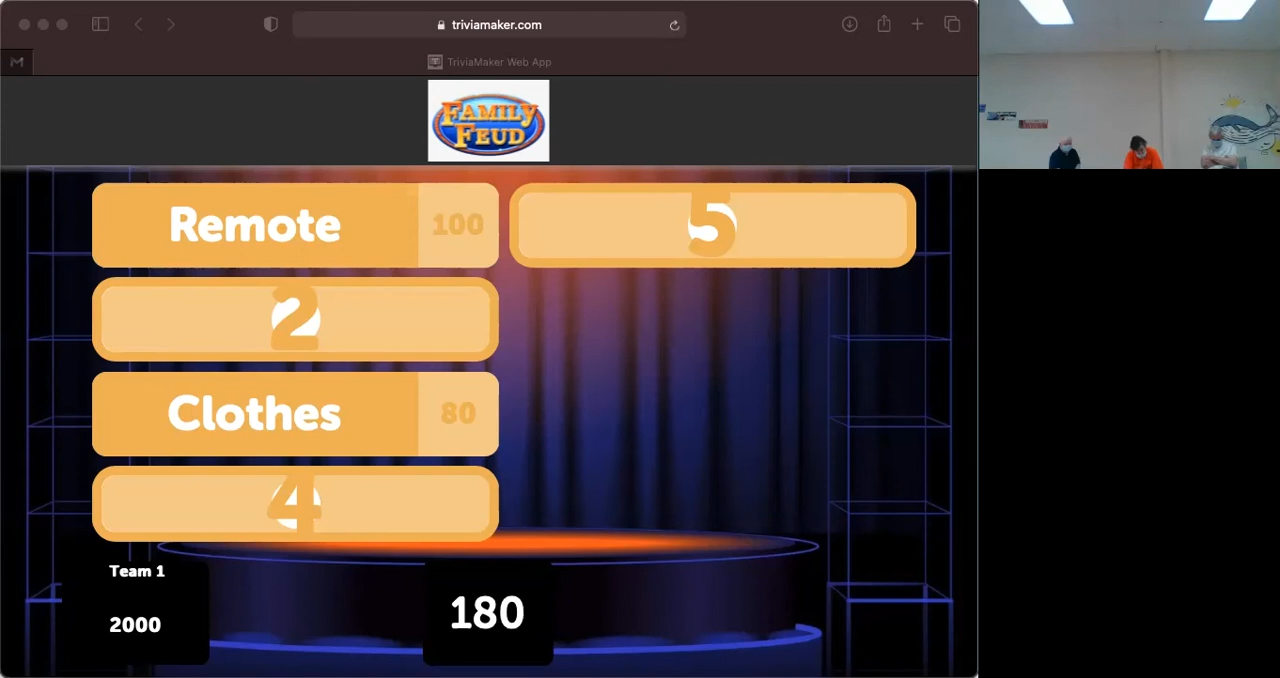 triviamaker.com
TriviaMaker Web App
FAMILY
FEUD
Remote 100
5
2
Clothes 80
4
Team 1
2000
180